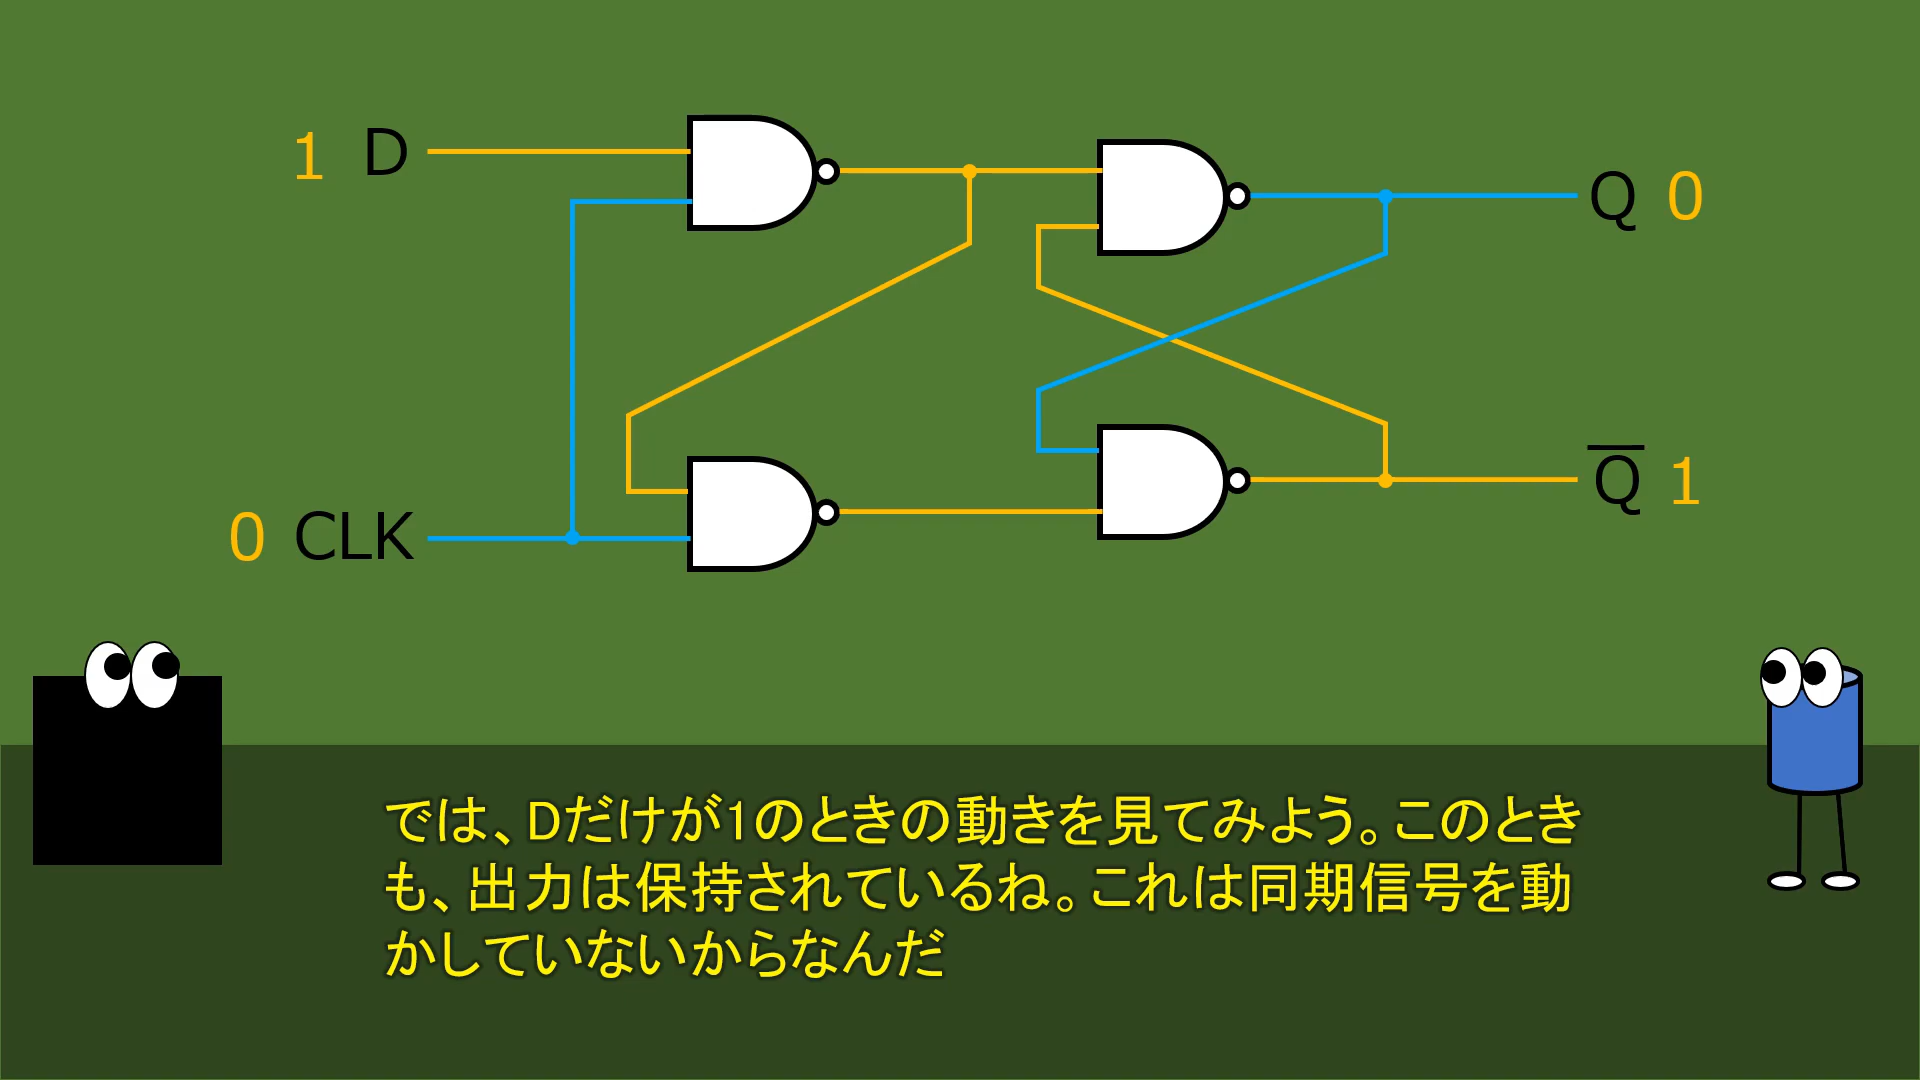 1 D
Q 0
Q̅ 1
0 CLK
では、Dだけが1のときの動きを見てみよう。このとき
も、出力は保持されているね。これは同期信号を動
かしていないからなんだ